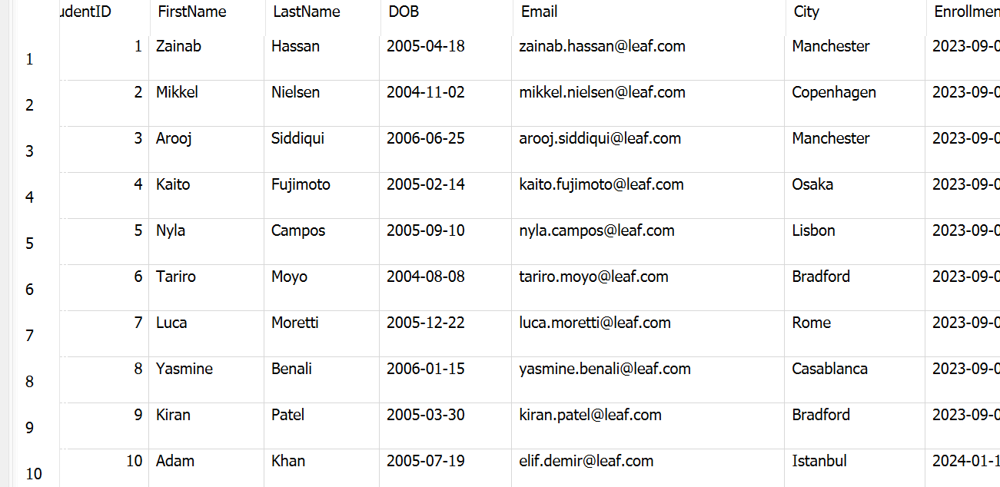 udentID FirstName LastName DOB Email City Enrollmen
1 1 Zainab Hassan 2005-04-18 zainab.hassan@leaf.com Manchester 2023-09-0
2 2 Mikkel Nielsen 2004-11-02 mikkel.nielsen@leaf.com Copenhagen 2023-09-0
3 3 Arooj Siddiqui 2006-06-25 arooj.siddiqui@leaf.com Manchester 2023-09-0
4 4 Kaito Fujimoto 2005-02-14 kaito.fujimoto@leaf.com Osaka 2023-09-0
5 5 Nyla Campos 2005-09-10 nyla.campos@leaf.com Lisbon 2023-09-0
6 6 Tariro Moyo 2004-08-08 tariro.moyo@leaf.com Bradford 2023-09-0
7 7 Luca Moretti 2005-12-22 luca.moretti@leaf.com Rome 2023-09-0
8 8 Yasmine Benali 2006-01-15 yasmine.benali@leaf.com Casablanca 2023-09-0
9 9 Kiran Patel 2005-03-30 kiran.patel@leaf.com Bradford 2023-09-0
10 10 Adam Khan 2005-07-19 elif.demir@leaf.com Istanbul 2024-01-1